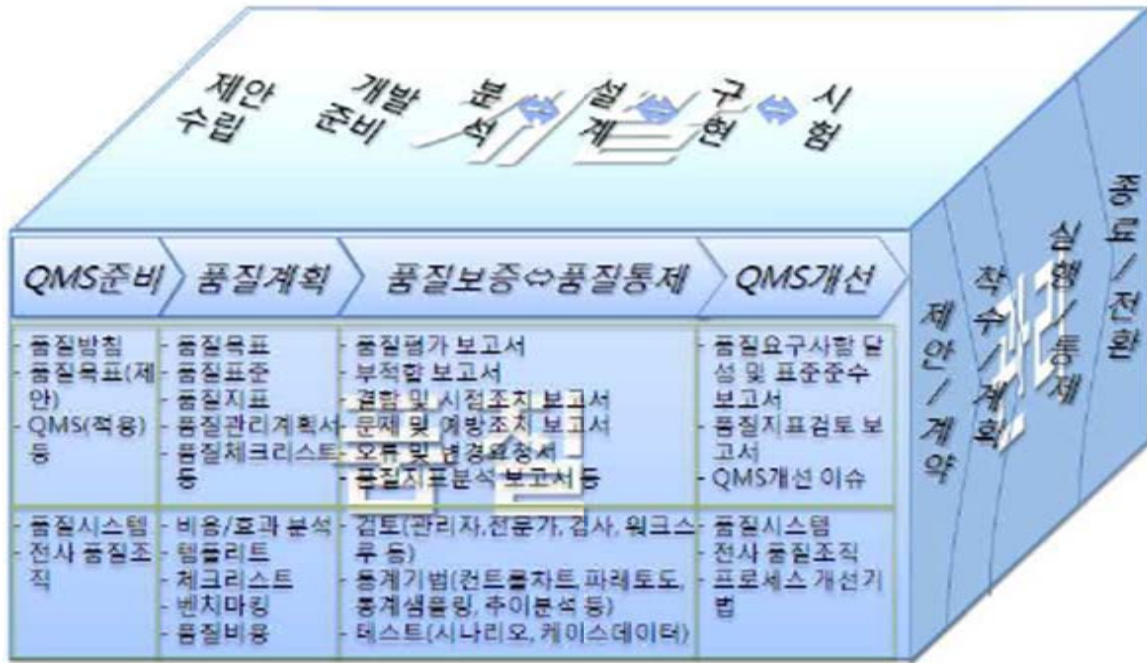 제안 수립
개발 준비
분석 ⇔ 설계 ⇔ 구현 ⇔ 시험
개발
QMS준비
품질계획
품질보증⇔품질통제
QMS개선
- 품질방침
- 품질목표(제
안)
- QMS(적용)
등
- 품질목표
- 품질표준
- 품질지표
- 품질관리계획서
- 품질체크리스트
등
- 품질평가 보고서
- 부적합 보고서
- 결함 및 시정조치 보고서
- 문제 및 예방조치 보고서
- 오류 및 변경요청서
- 품질지표분석 보고서 등
- 품질요구사항 달
성 및 표준준수
보고서
- 품질지표검토 보
고서
- QMS개선 이슈
품질
- 품질시스템
- 전사 품질조
직
- 비용/효과 분석
- 템플리트
- 체크리스트
- 벤치마킹
- 품질비용
- 검토(관리자,전문가, 검사, 워크스
루 등)
- 통계기법(컨트롤차트, 파레토도,
통계샘플링, 추이분석 등)
- 테스트(시나리오, 케이스데이터)
- 품질시스템
- 전사 품질조직
- 프로세스 개선기
법
제안/계약
착수/계획
실행/통제
종료/전환
관리